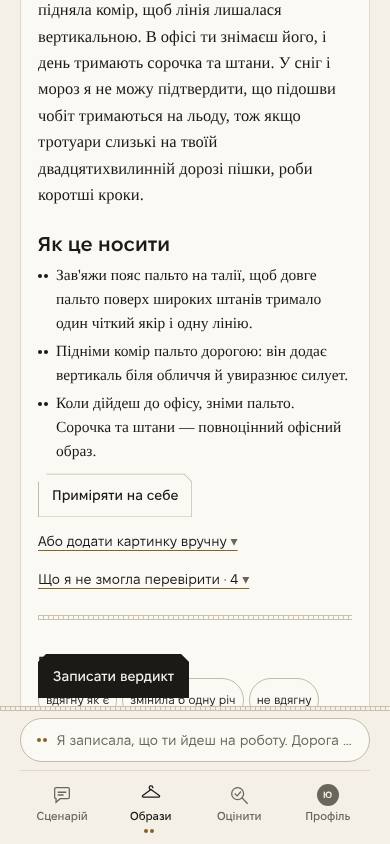 підняла комір, щоб лінія лишалася
вертикальною. В офісі ти знімаєш його, і
день тримають сорочка та штани. У сніг і
мороз я не можу підтвердити, що підошви
чобіт тримаються на льоду, тож якщо
тротуари слизькі на твоїй
двадцятихвилинній дорозі пішки, роби
коротші кроки.
Як це носити
Зав'яжи пояс пальто на талії, щоб довге
пальто поверх широких штанів тримало
один чіткий якір і одну лінію.
Підніми комір пальто дорогою: він додає
вертикаль біля обличчя й увиразнює силует.
Коли дійдеш до офісу, зніми пальто.
Сорочка та штани — повноцінний офісний
образ.
Приміряти на себе
Або додати картинку вручну ▾
Що я не змогла перевірити · 4 ▾
Записати вердикт
вдягну як є змінила б одну річ не вдягну
Я записала, що ти йдеш на роботу. Дорога ...
Ю
Сценарій Образи Оцінити Профіль